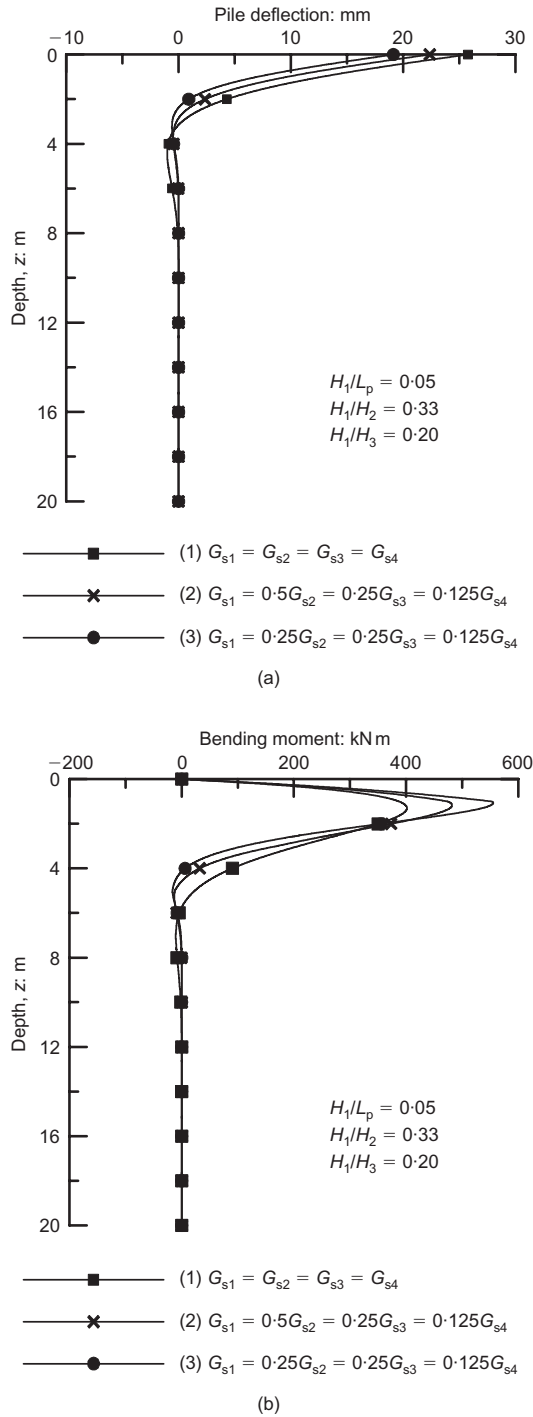 Pile deflection: mm
−10 0 10 20 30
0
4
8
12
16
20
Depth, z: m
H1/Lp = 0·05
H1/H2 = 0·33
H1/H3 = 0·20
(1) Gs1 = Gs2 = Gs3 = Gs4
(2) Gs1 = 0·5Gs2 = 0·25Gs3 = 0·125Gs4
(3) Gs1 = 0·25Gs2 = 0·25Gs3 = 0·125Gs4
(a)
Bending moment: kN m
−200 0 200 400 600
0
4
8
12
16
20
Depth, z: m
H1/Lp = 0·05
H1/H2 = 0·33
H1/H3 = 0·20
(1) Gs1 = Gs2 = Gs3 = Gs4
(2) Gs1 = 0·5Gs2 = 0·25Gs3 = 0·125Gs4
(3) Gs1 = 0·25Gs2 = 0·25Gs3 = 0·125Gs4
(b)